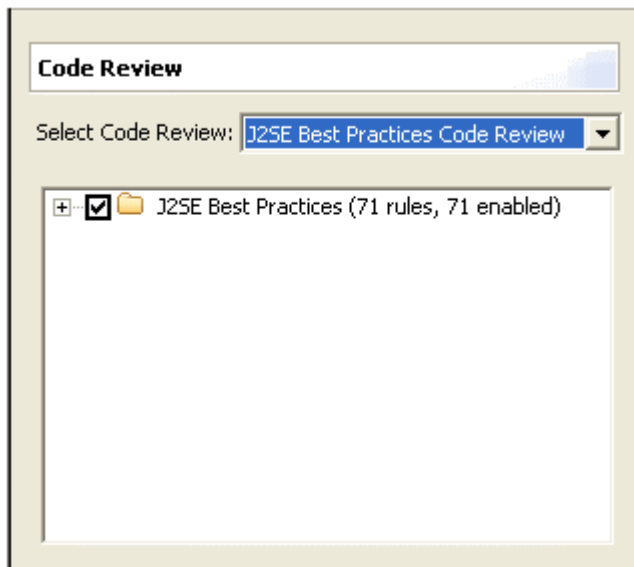 Code Review
Select Code Review: J2SE Best Practices Code Review
J2SE Best Practices (71 rules, 71 enabled)